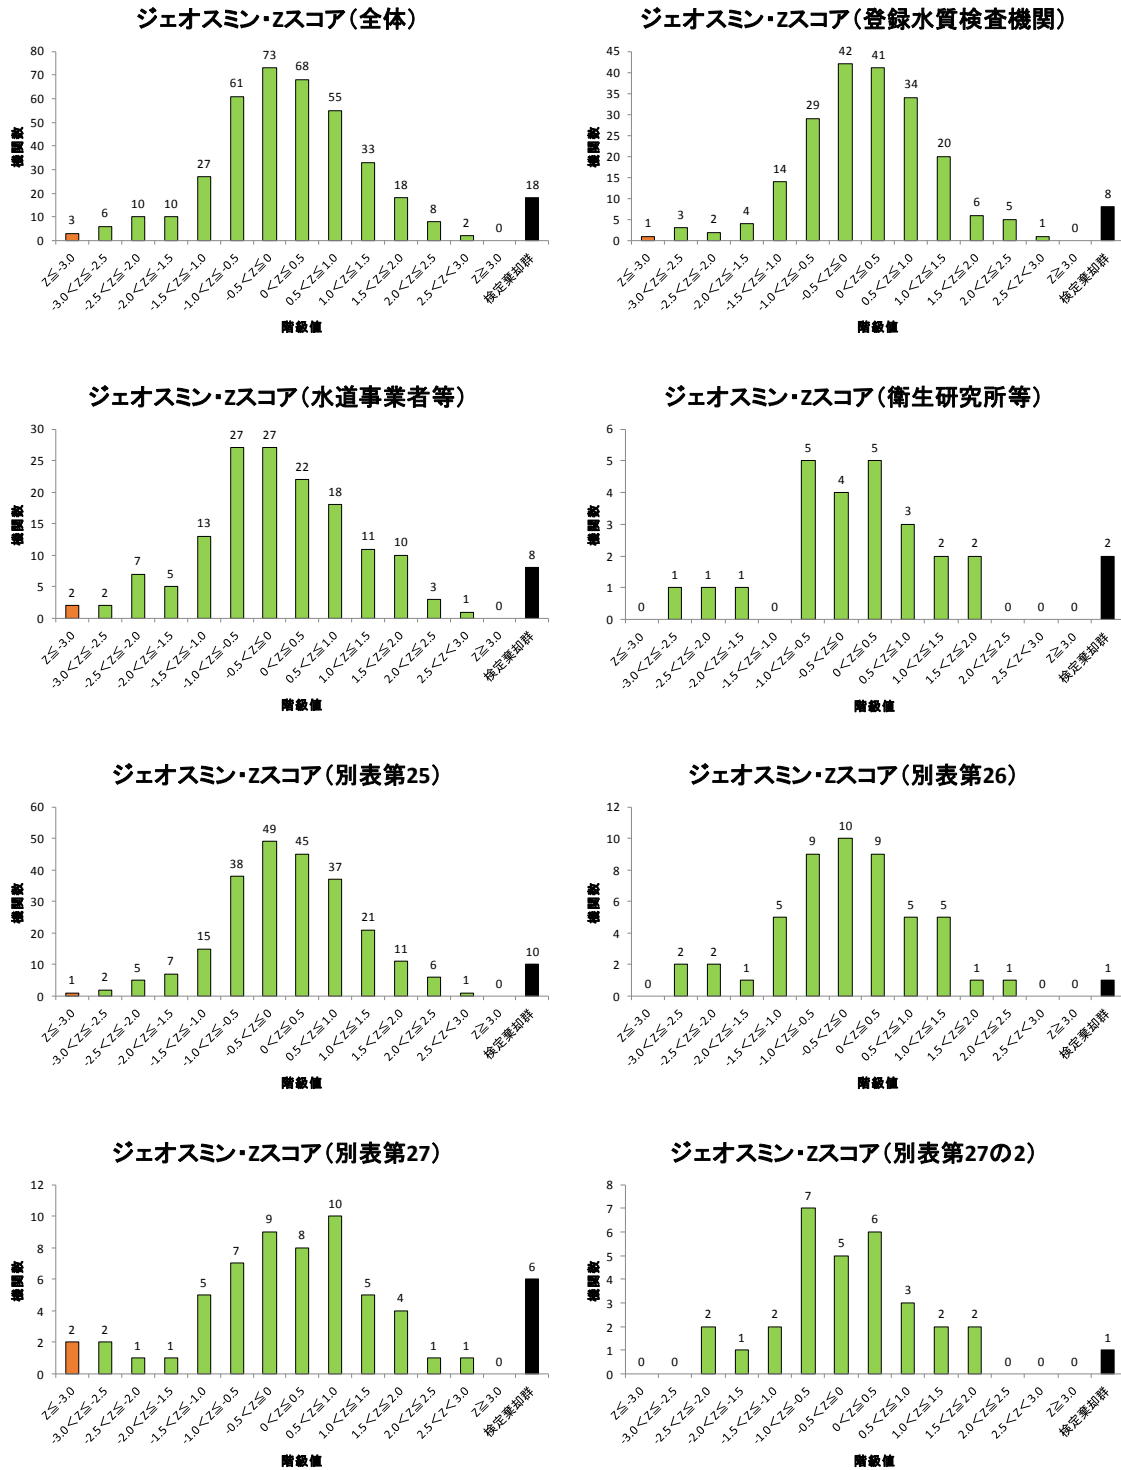 ジェオスミン・Zスコア(全体)
機関数
80
70
60
50
40
30
20
10
0
3 6 10 10 27 61 73 68 55 33 18 8 2 0 18
Z≦-3.0 -3.0<Z≦-2.5 -2.5<Z≦-2.0 -2.0<Z≦-1.5 -1.5<Z≦-1.0 -1.0<Z≦-0.5 -0.5<Z≦0 0<Z≦0.5 0.5<Z≦1.0 1.0<Z≦1.5 1.5<Z≦2.0 2.0<Z≦2.5 2.5<Z<3.0 Z≧3.0 検定棄却群
階級値
ジェオスミン・Zスコア(登録水質検査機関)
機関数
45
40
35
30
25
20
15
10
5
0
1 3 2 4 14 29 42 41 34 20 6 5 1 0 8
Z≦-3.0 -3.0<Z≦-2.5 -2.5<Z≦-2.0 -2.0<Z≦-1.5 -1.5<Z≦-1.0 -1.0<Z≦-0.5 -0.5<Z≦0 0<Z≦0.5 0.5<Z≦1.0 1.0<Z≦1.5 1.5<Z≦2.0 2.0<Z≦2.5 2.5<Z<3.0 Z≧3.0 検定棄却群
階級値
ジェオスミン・Zスコア(水道事業者等)
機関数
30
25
20
15
10
5
0
2 2 7 5 13 27 27 22 18 11 10 3 1 0 8
Z≦-3.0 -3.0<Z≦-2.5 -2.5<Z≦-2.0 -2.0<Z≦-1.5 -1.5<Z≦-1.0 -1.0<Z≦-0.5 -0.5<Z≦0 0<Z≦0.5 0.5<Z≦1.0 1.0<Z≦1.5 1.5<Z≦2.0 2.0<Z≦2.5 2.5<Z<3.0 Z≧3.0 検定棄却群
階級値
ジェオスミン・Zスコア(衛生研究所等)
機関数
6
5
4
3
2
1
0
0 1 1 1 0 5 4 5 3 2 2 0 0 0 2
Z≦-3.0 -3.0<Z≦-2.5 -2.5<Z≦-2.0 -2.0<Z≦-1.5 -1.5<Z≦-1.0 -1.0<Z≦-0.5 -0.5<Z≦0 0<Z≦0.5 0.5<Z≦1.0 1.0<Z≦1.5 1.5<Z≦2.0 2.0<Z≦2.5 2.5<Z<3.0 Z≧3.0 検定棄却群
階級値
ジェオスミン・Zスコア(別表第25)
機関数
60
50
40
30
20
10
0
1 2 5 7 15 38 49 45 37 21 11 6 1 0 10
Z≦-3.0 -3.0<Z≦-2.5 -2.5<Z≦-2.0 -2.0<Z≦-1.5 -1.5<Z≦-1.0 -1.0<Z≦-0.5 -0.5<Z≦0 0<Z≦0.5 0.5<Z≦1.0 1.0<Z≦1.5 1.5<Z≦2.0 2.0<Z≦2.5 2.5<Z<3.0 Z≧3.0 検定棄却群
階級値
ジェオスミン・Zスコア(別表第26)
機関数
12
10
8
6
4
2
0
0 2 2 1 5 9 10 9 5 5 1 1 0 0 1
Z≦-3.0 -3.0<Z≦-2.5 -2.5<Z≦-2.0 -2.0<Z≦-1.5 -1.5<Z≦-1.0 -1.0<Z≦-0.5 -0.5<Z≦0 0<Z≦0.5 0.5<Z≦1.0 1.0<Z≦1.5 1.5<Z≦2.0 2.0<Z≦2.5 2.5<Z<3.0 Z≧3.0 検定棄却群
階級値
ジェオスミン・Zスコア(別表第27)
機関数
12
10
8
6
4
2
0
2 2 1 1 5 7 9 8 10 5 4 1 1 0 6
Z≦-3.0 -3.0<Z≦-2.5 -2.5<Z≦-2.0 -2.0<Z≦-1.5 -1.5<Z≦-1.0 -1.0<Z≦-0.5 -0.5<Z≦0 0<Z≦0.5 0.5<Z≦1.0 1.0<Z≦1.5 1.5<Z≦2.0 2.0<Z≦2.5 2.5<Z<3.0 Z≧3.0 検定棄却群
階級値
ジェオスミン・Zスコア(別表第27の2)
機関数
8
7
6
5
4
3
2
1
0
0 0 2 1 2 7 5 6 3 2 2 0 0 0 1
Z≦-3.0 -3.0<Z≦-2.5 -2.5<Z≦-2.0 -2.0<Z≦-1.5 -1.5<Z≦-1.0 -1.0<Z≦-0.5 -0.5<Z≦0 0<Z≦0.5 0.5<Z≦1.0 1.0<Z≦1.5 1.5<Z≦2.0 2.0<Z≦2.5 2.5<Z<3.0 Z≧3.0 検定棄却群
階級値